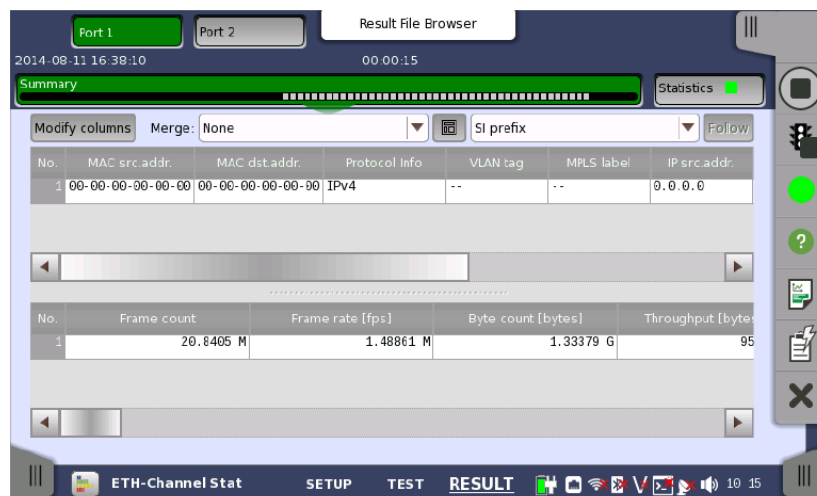 Port 1 Port 2 Result File Browser
2014-08-11 16:38:10 00:00:15
Summary Statistics
Modify columns Merge: None SI prefix Follow
No. MAC src.addr. MAC dst.addr. Protocol Info VLAN tag MPLS label IP src.addr.
1 00-00-00-00-00-00 00-00-00-00-00-00 IPv4 -- -- 0.0.0.0
No. Frame count Frame rate [fps] Byte count [bytes] Throughput [bytes
1 20.8405 M 1.48861 M 1.33379 G 95
ETH-Channel Stat SETUP TEST RESULT 10 15